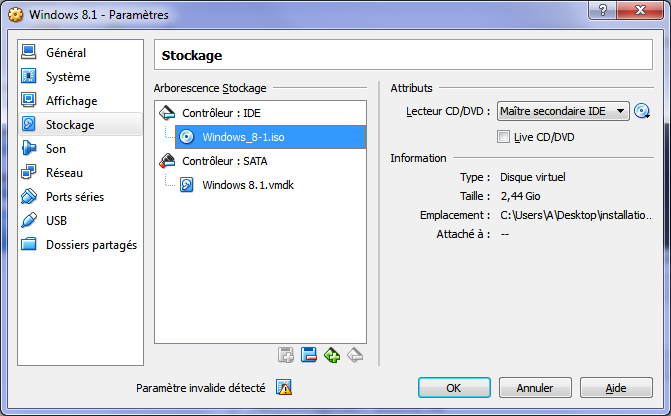 Windows 8.1 - Paramètres
Général
Système
Affichage
Stockage
Son
Réseau
Ports séries
USB
Dossiers partagés
Stockage
Arborescence Stockage
Contrôleur : IDE
Windows_8-1.iso
Contrôleur : SATA
Windows 8.1.vmdk
Attributs
Lecteur CD/DVD : Maître secondaire IDE
Live CD/DVD
Information
Type : Disque virtuel
Taille : 2,44 Gio
Emplacement : C:\Users\A\Desktop\installatio...
Attaché à : --
Paramètre invalide détecté
OK
Annuler
Aide